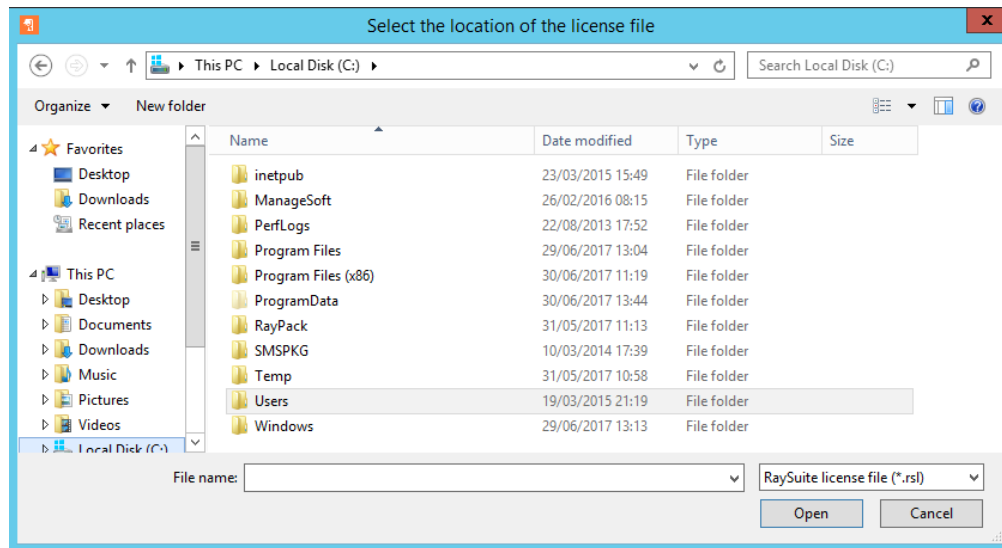 Select the location of the license file
This PC Local Disk (C:)
Search Local Disk (C:)
Organize New folder
Name Date modified Type Size
Favorites
Desktop
Downloads
Recent places
This PC
Desktop
Documents
Downloads
Music
Pictures
Videos
Local Disk (C:)
inetpub 23/03/2015 15:49 File folder
ManageSoft 26/02/2016 08:15 File folder
PerfLogs 22/08/2013 17:52 File folder
Program Files 29/06/2017 13:04 File folder
Program Files (x86) 30/06/2017 11:19 File folder
ProgramData 30/06/2017 13:44 File folder
RayPack 31/05/2017 11:13 File folder
SMSPKG 10/03/2014 17:39 File folder
Temp 31/05/2017 10:58 File folder
Users 19/03/2015 21:19 File folder
Windows 29/06/2017 13:13 File folder
File name:
RaySuite license file (*.rsl)
Open Cancel